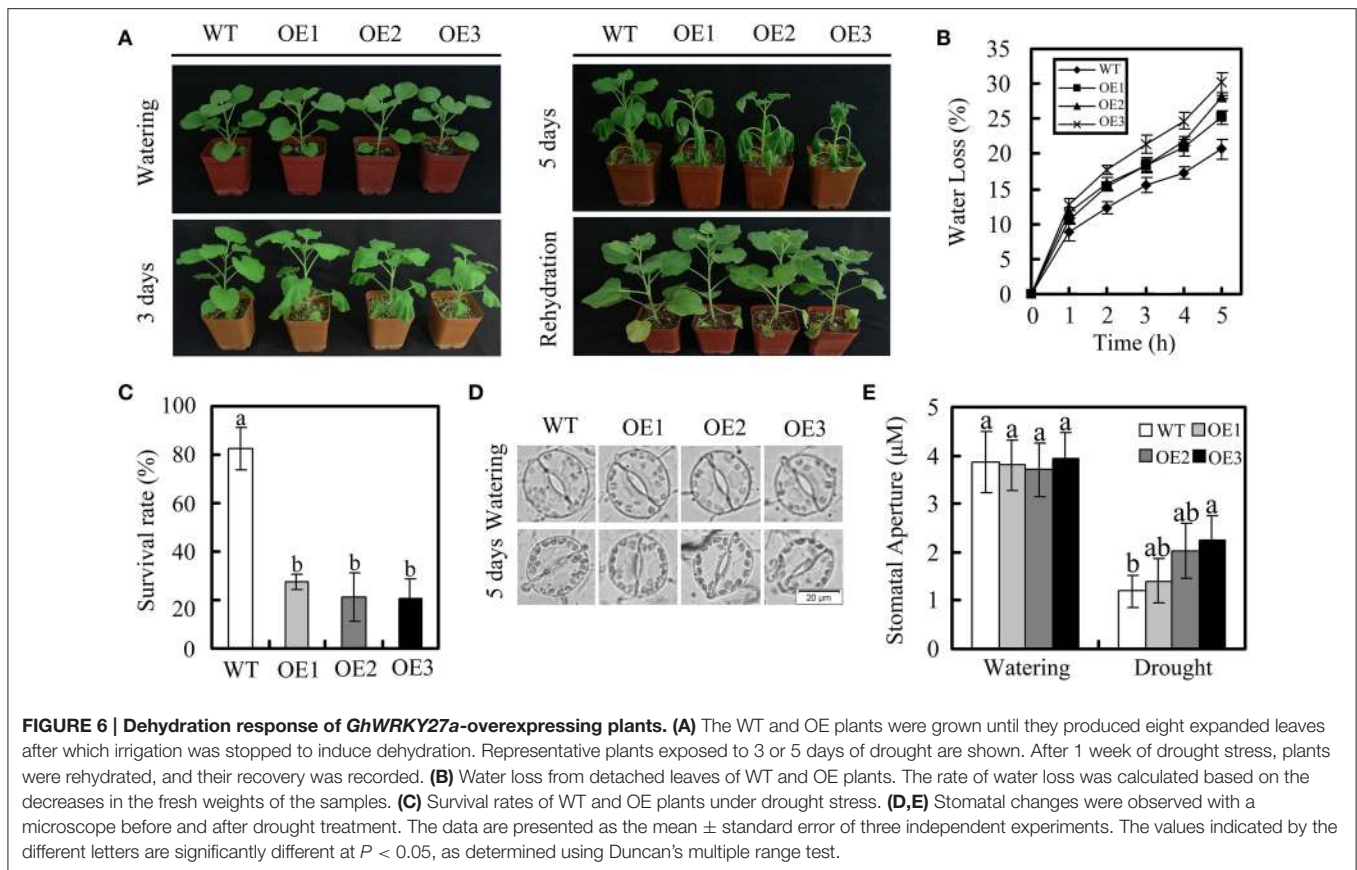 A
WT OE1 OE2 OE3
Watering
3 days
WT OE1 OE2 OE3
5 days
Rehydration
B
Water Loss (%)
35
30
25
20
15
10
5
0
WT
OE1
OE2
OE3
0 1 2 3 4 5
Time (h)
C
Survival rate (%)
100
80
60
40
20
0
a
b
b
b
WT OE1 OE2 OE3
D
WT OE1 OE2 OE3
Watering
5 days
20 μm
E
Stomatal Aperture (μM)
5
4
3
2
1
0
a a a a
WT OE1
OE2 OE3
b ab ab a
Watering Drought
FIGURE 6 | Dehydration response of GhWRKY27a-overexpressing plants. (A) The WT and OE plants were grown until they produced eight expanded leaves
after which irrigation was stopped to induce dehydration. Representative plants exposed to 3 or 5 days of drought are shown. After 1 week of drought stress, plants
were rehydrated, and their recovery was recorded. (B) Water loss from detached leaves of WT and OE plants. The rate of water loss was calculated based on the
decreases in the fresh weights of the samples. (C) Survival rates of WT and OE plants under drought stress. (D,E) Stomatal changes were observed with a
microscope before and after drought treatment. The data are presented as the mean ± standard error of three independent experiments. The values indicated by the
different letters are significantly different at P < 0.05, as determined using Duncan's multiple range test.